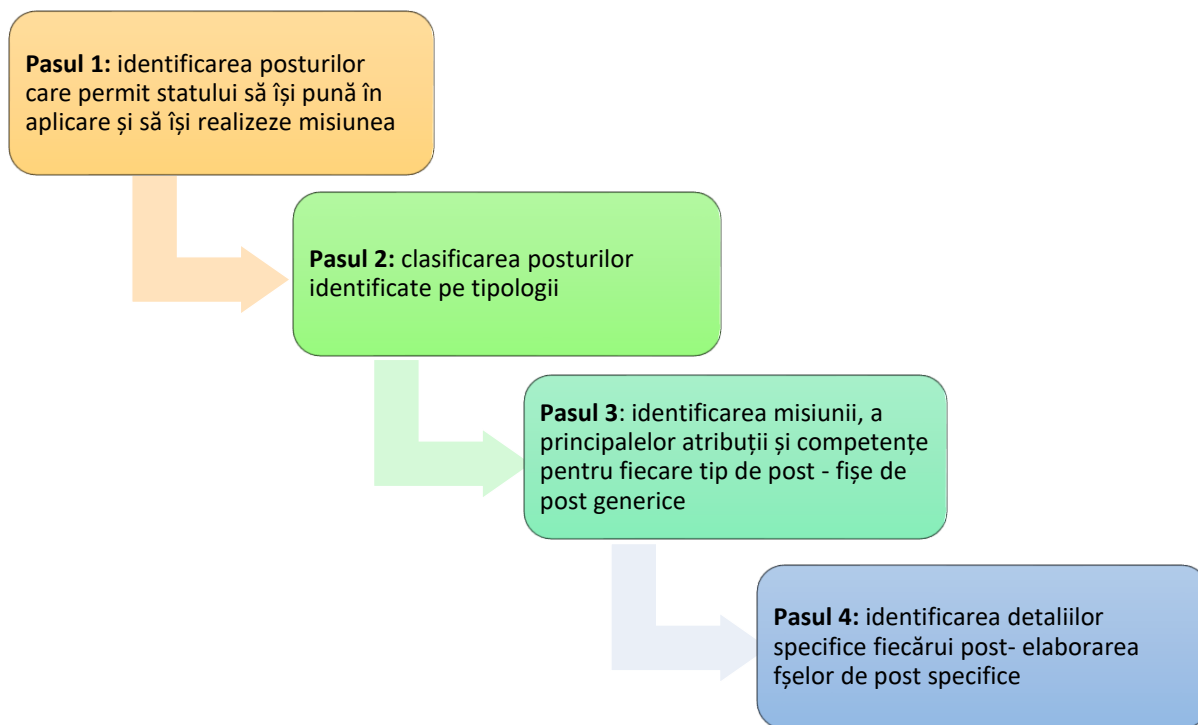 Pasul 1: identificarea posturilor
care permit statului să își pună în
aplicare și să își realizeze misiunea
Pasul 2: clasificarea posturilor
identificate pe tipologii
Pasul 3: identificarea misiunii, a
principalelor atribuții și competențe
pentru fiecare tip de post - fișe de
post generice
Pasul 4: identificarea detaliilor
specifice fiecărui post- elaborarea
fșelor de post specifice